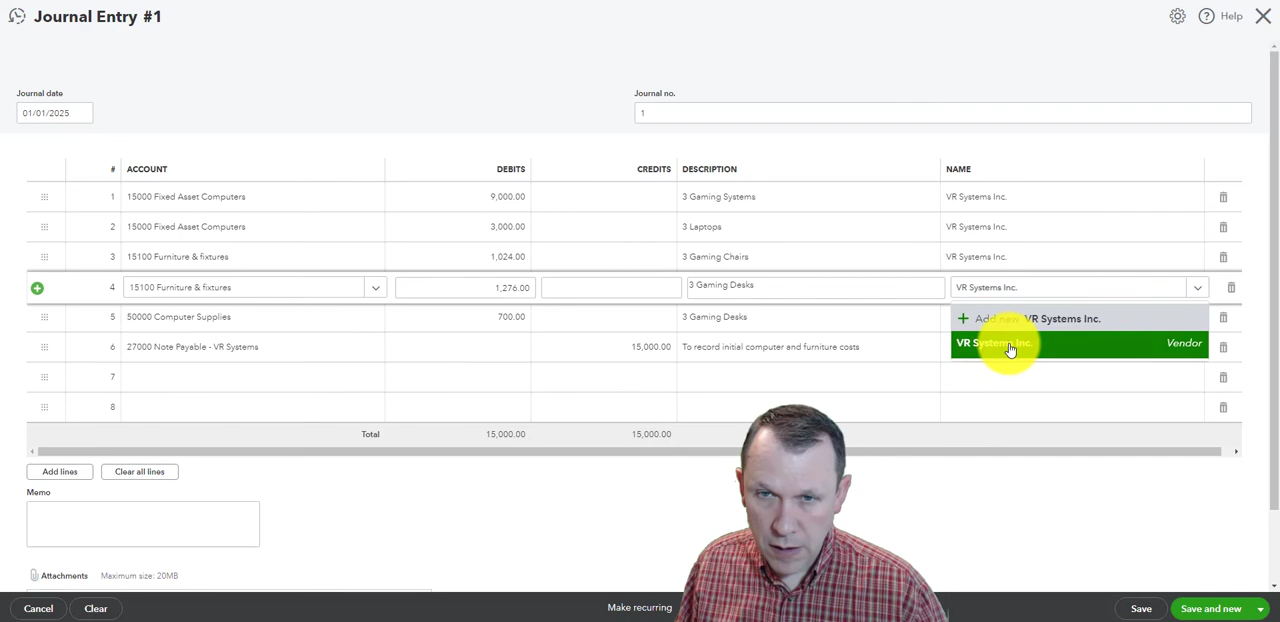 Journal Entry #1
Help
Journal date
Journal no.
01/01/2025
1
# ACCOUNT DEBITS CREDITS DESCRIPTION NAME
1 15000 Fixed Asset Computers 9,000.00 3 Gaming Systems VR Systems Inc.
2 15000 Fixed Asset Computers 3,000.00 3 Laptops VR Systems Inc.
3 15100 Furniture & fixtures 1,024.00 3 Gaming Chairs VR Systems Inc.
4 15100 Furniture & fixtures 1,276.00 3 Gaming Desks VR Systems Inc.
5 50000 Computer Supplies 700.00 3 Gaming Desks
+ Add new VR Systems Inc.
VR Systems Inc. Vendor
6 27000 Note Payable - VR Systems 15,000.00 To record initial computer and furniture costs
7
8
Total 15,000.00 15,000.00
Add lines Clear all lines
Memo
Attachments Maximum size: 20MB
Cancel Clear Make recurring Save Save and new